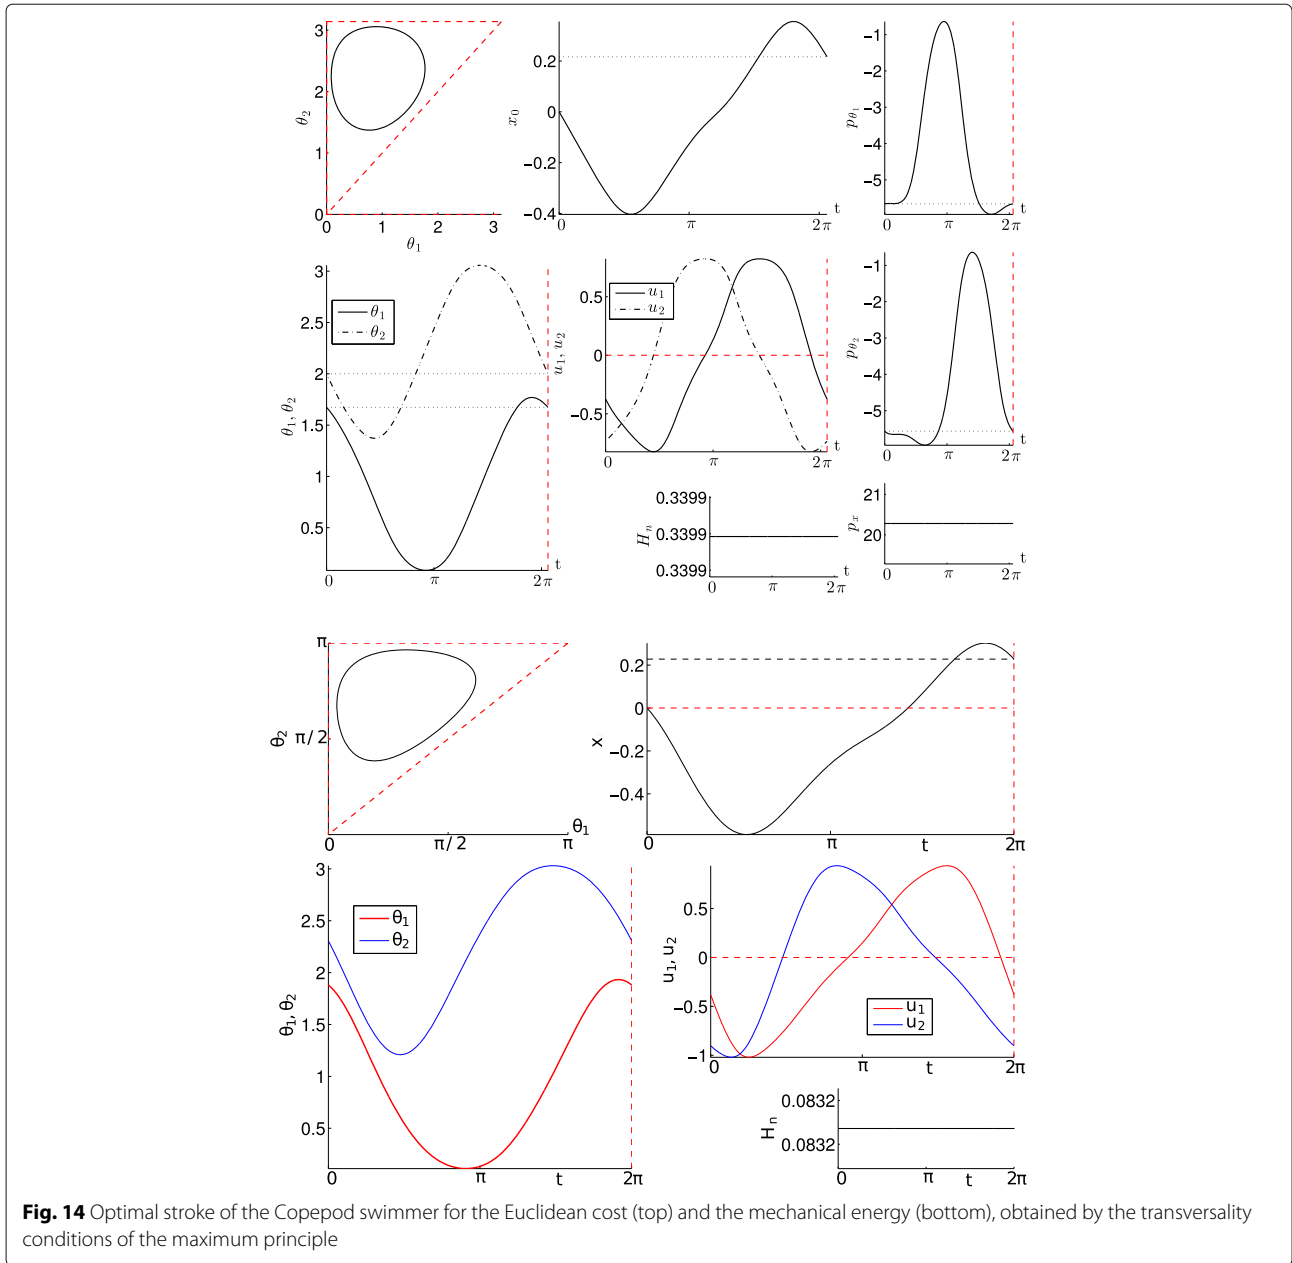 3
2
1
0
θ₂
0 1 2 3
θ₁
0.2
0
−0.2
−0.4
x₀
0 π 2π t
−1
−2
−3
−4
−5
p_θ₁
0 π 2π t
3
2.5
2
1.5
1
0.5
θ₁, θ₂
θ₁
θ₂
0 π 2π t
0.5
0
−0.5
u₁, u₂
u₁
u₂
0 π 2π t
−1
−2
−3
−4
−5
p_θ₂
0 π 2π t
0.3399
0.3399
0.3399
Hₙ
0 π 2π t
21
20
pₓ
0 π 2π t
π
π/2
θ₂
0 π/2 π θ₁
0.2
0
−0.2
−0.4
x
0 π t 2π
3
2.5
2
1.5
1
0.5
θ₁, θ₂
θ₁
θ₂
0 π t 2π
0.5
0
−0.5
−1
u₁, u₂
u₁
u₂
0 π t 2π
0.0832
0.0832
Hₙ
0 π t 2π
Fig. 14 Optimal stroke of the Copepod swimmer for the Euclidean cost (top) and the mechanical energy (bottom), obtained by the transversality
conditions of the maximum principle